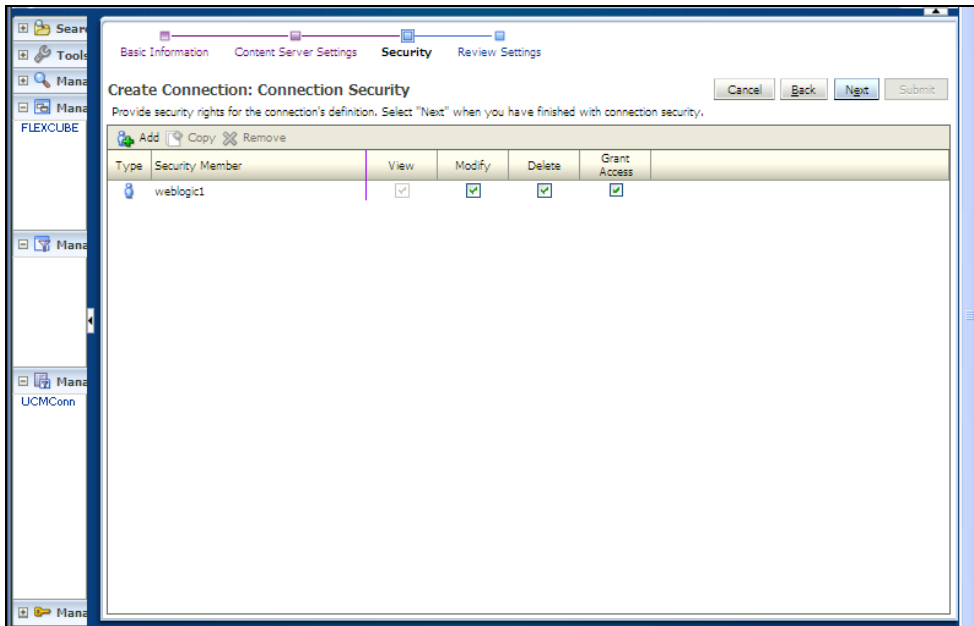 Sear
Tools
Mana
Mana
FLEXCUBE
Mana
Mana
UCMConn
Mana
Basic Information Content Server Settings Security Review Settings
Create Connection: Connection Security
Cancel Back Next Submit
Provide security rights for the connection's definition. Select "Next" when you have finished with connection security.
Add Copy Remove
Type Security Member View Modify Delete Grant Access
weblogic1